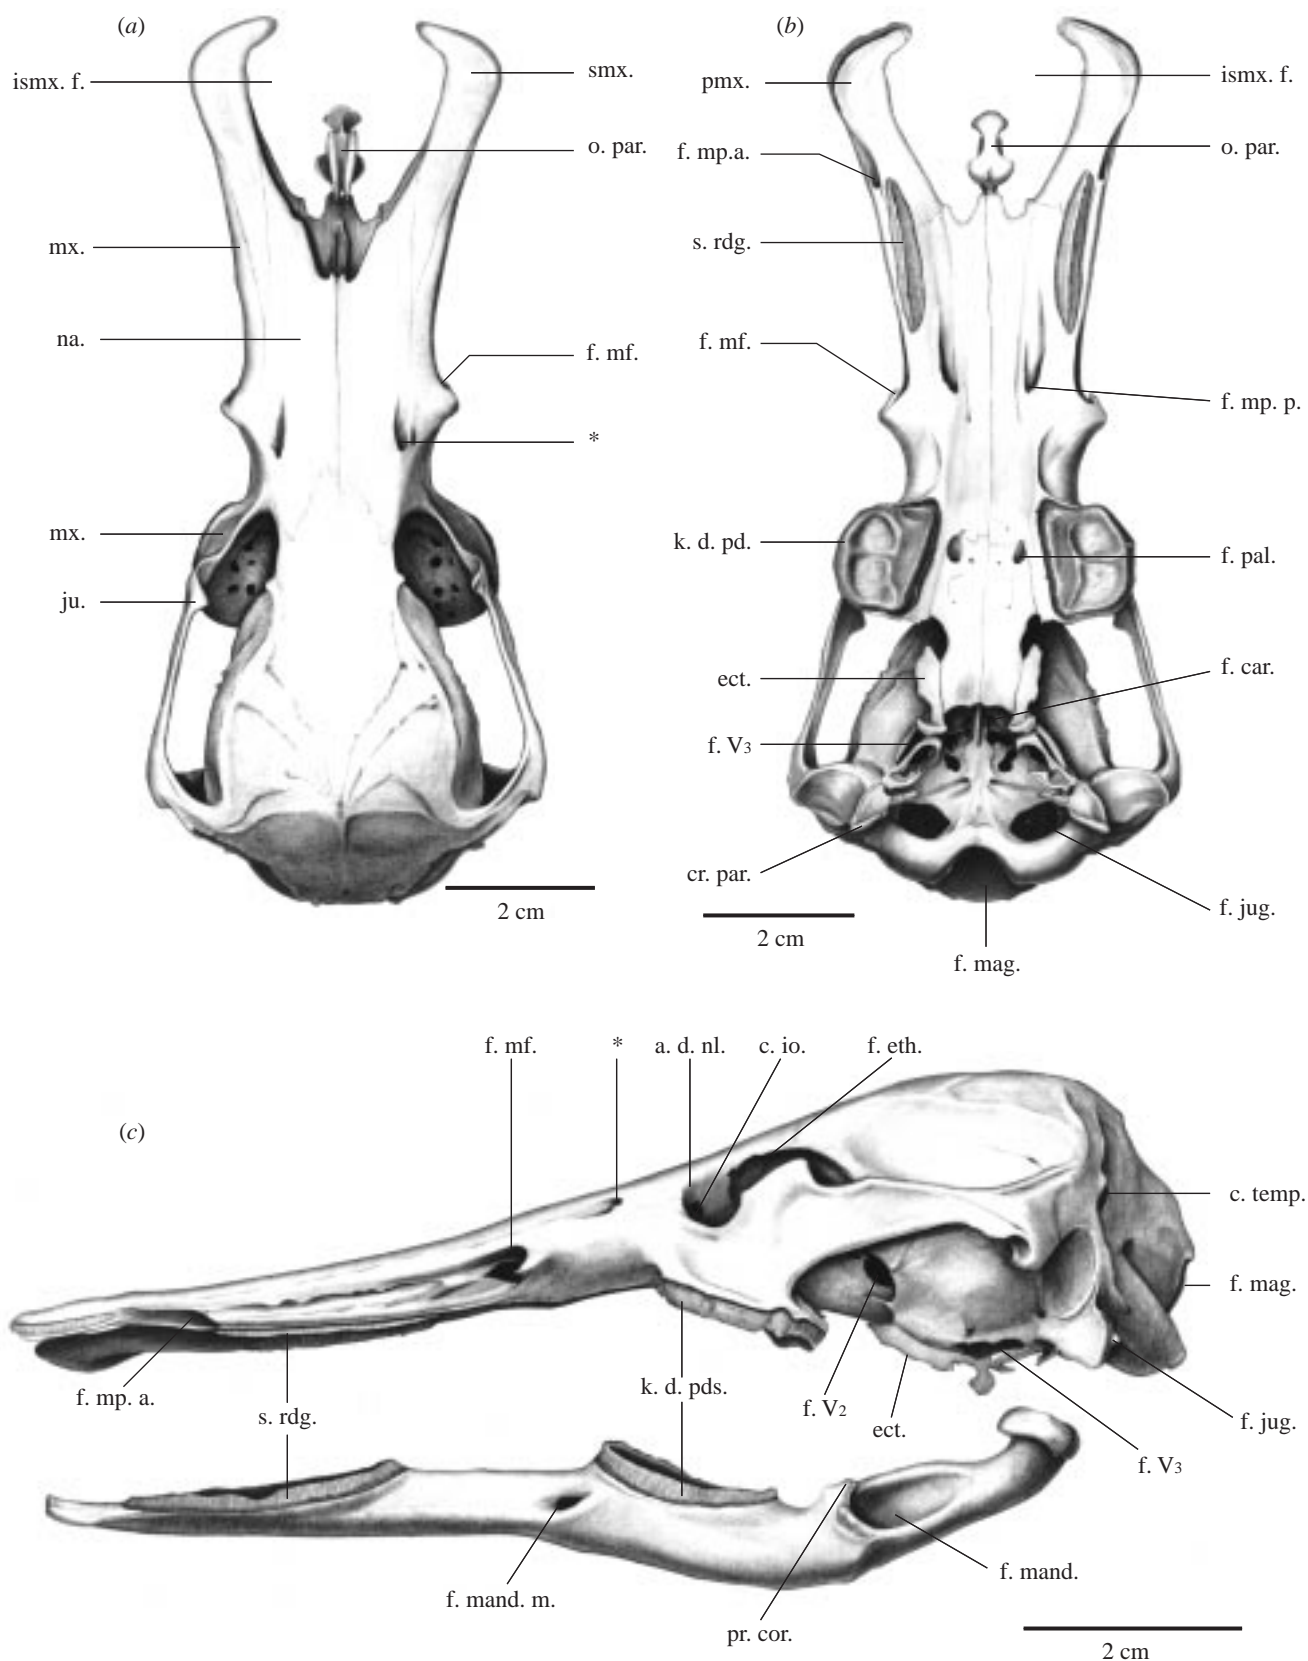 (a)
ismx. f.
smx.
o. par.
mx.
na.
f. mf.
*
mx.
ju.
2 cm
(b)
pmx.
ismx. f.
f. mp.a.
o. par.
s. rdg.
f. mf.
f. mp. p.
k. d. pd.
f. pal.
ect.
f. car.
f. V3
cr. par.
f. jug.
2 cm
f. mag.
(c)
f. mf.
*
a. d. nl.
c. io.
f. eth.
c. temp.
f. mag.
f. mp. a.
s. rdg.
k. d. pds.
f. V2
ect.
f. jug.
f. V3
f. mand. m.
pr. cor.
f. mand.
2 cm